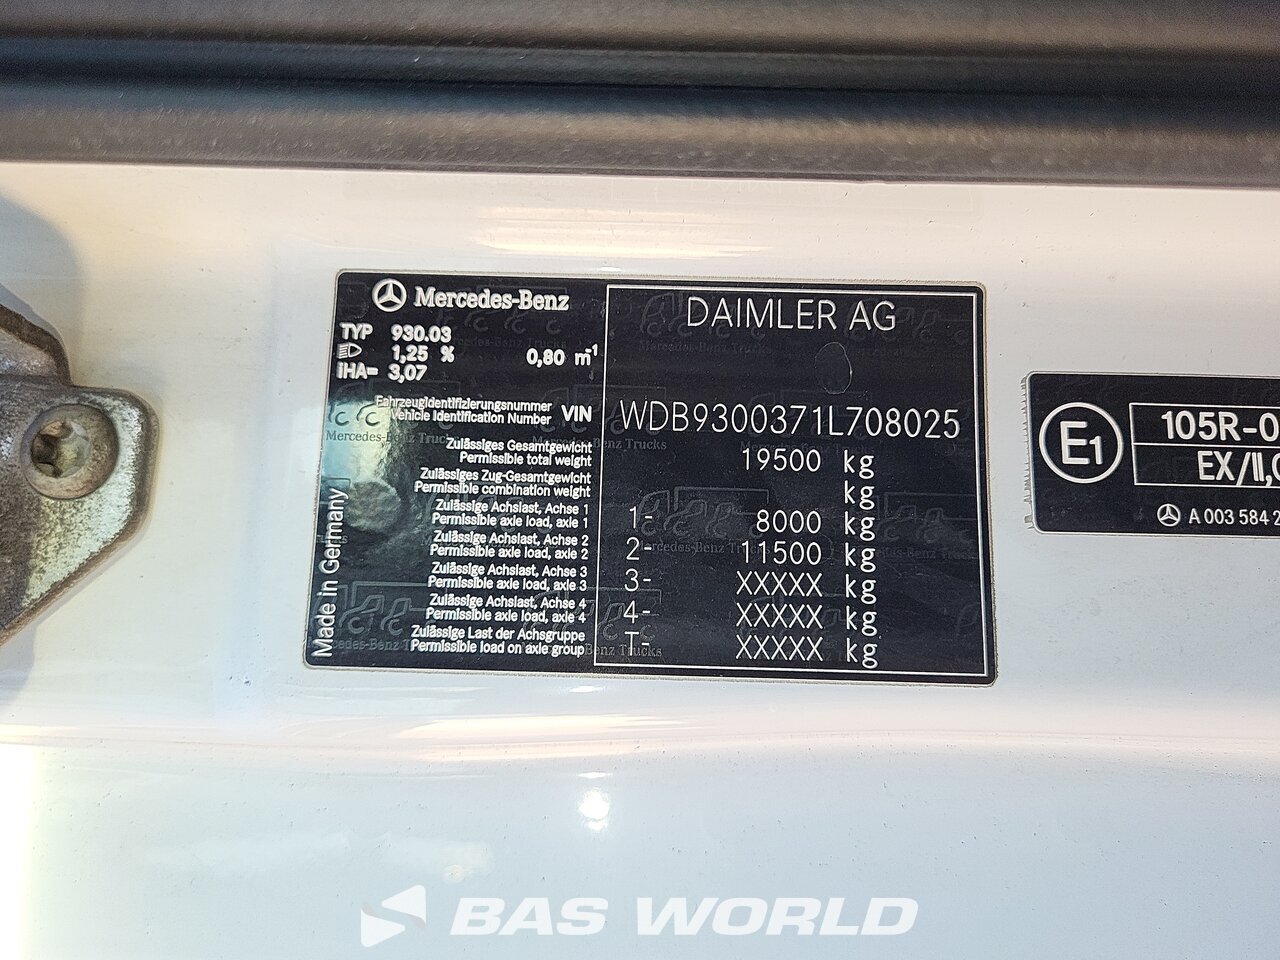 Mercedes-Benz
DAIMLER AG
TYP 930.03
1,25 % 0,80 m-1
IHA= 3,07
Fahrzeugidentifizierungsnummer
Vehicle Identification Number VIN WDB9300371L708025
Zulässiges Gesamtgewicht
Permissible total weight 19500 kg
Zulässiges Zug-Gesamtgewicht
Permissible combination weight kg
Zulässige Achslast, Achse 1
Permissible axle load, axle 1 1- 8000 kg
Zulässige Achslast, Achse 2
Permissible axle load, axle 2 2- 11500 kg
Zulässige Achslast, Achse 3
Permissible axle load, axle 3 3- XXXXX kg
Zulässige Achslast, Achse 4
Permissible axle load, axle 4 4- XXXXX kg
Zulässige Last der Achsgruppe
Permissible load on axle group T- XXXXX kg
Made in Germany
Mercedes-Benz Trucks
E1
105R-0
EX/II,
A 003 584 2
BAS WORLD